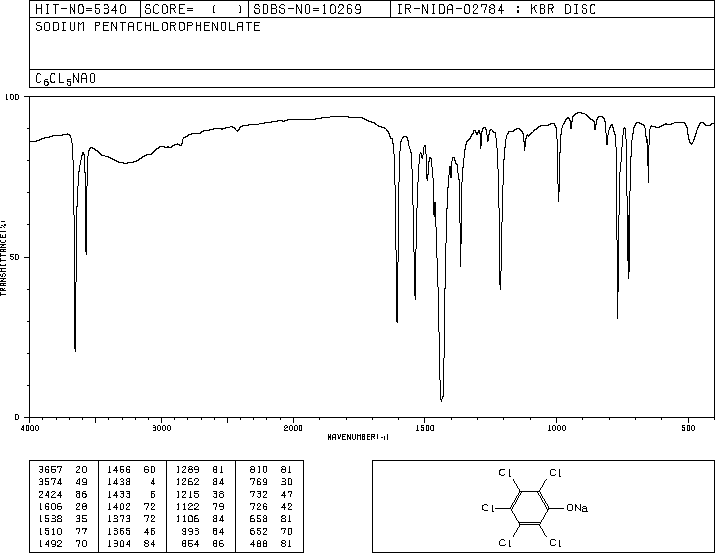 HIT-NO=5340 SCORE= ( ) SDBS-NO=10269 IR-NIDA-02784 : KBR DISC
SODIUM PENTACHLOROPHENOLATE
C6CL5NAO
100
50
0
TRANSMITTANCE(%)
4000 3000 2000 1500 1000 500
WAVENUMBER(-1)
3657 20 1466 60 1289 81 810 81
3574 49 1438 4 1262 84 769 30
2424 86 1433 6 1215 38 732 47
1606 28 1402 72 1122 79 726 42
1538 35 1373 72 1106 84 658 81
1510 77 1365 46 993 64 652 70
1492 70 1304 84 854 86 488 81
Cl Cl
Cl ONa
Cl Cl